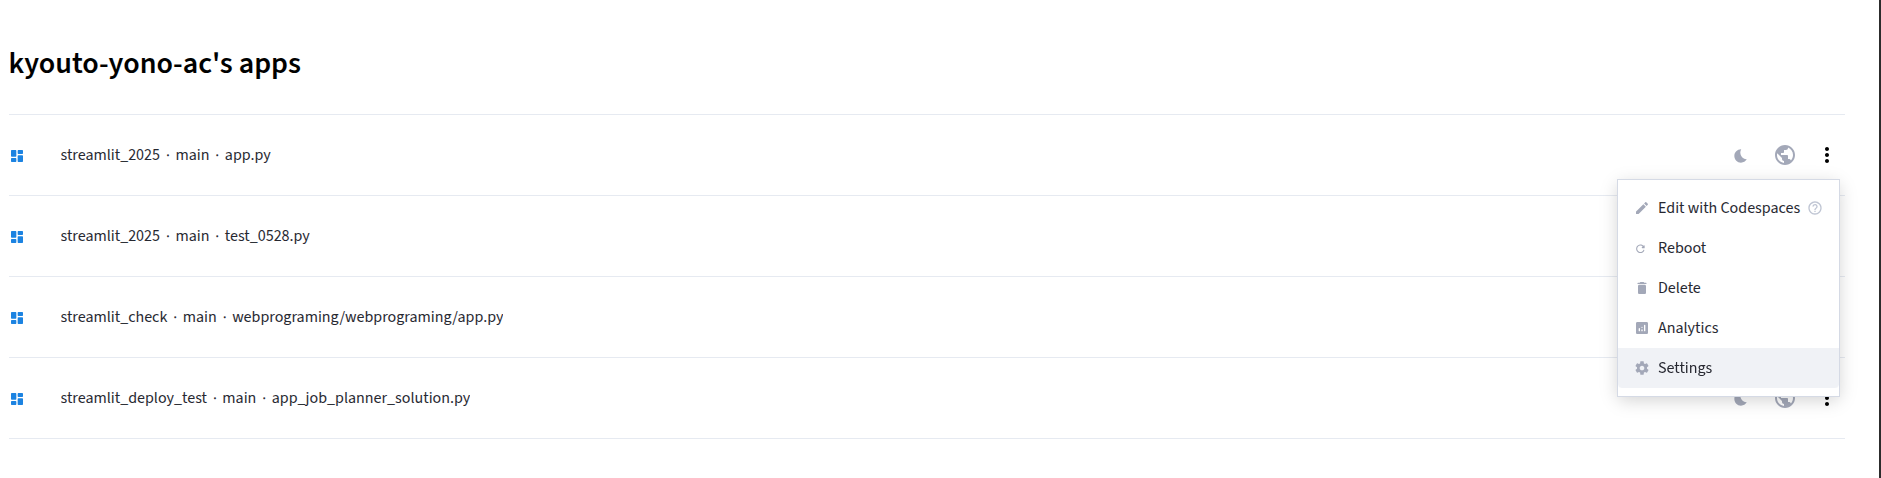 kyouto-yono-ac's apps
streamlit_2025 · main · app.py
Edit with Codespaces
streamlit_2025 · main · test_0528.py
Reboot
Delete
streamlit_check · main · webprograming/webprograming/app.py
Analytics
Settings
streamlit_deploy_test · main · app_job_planner_solution.py